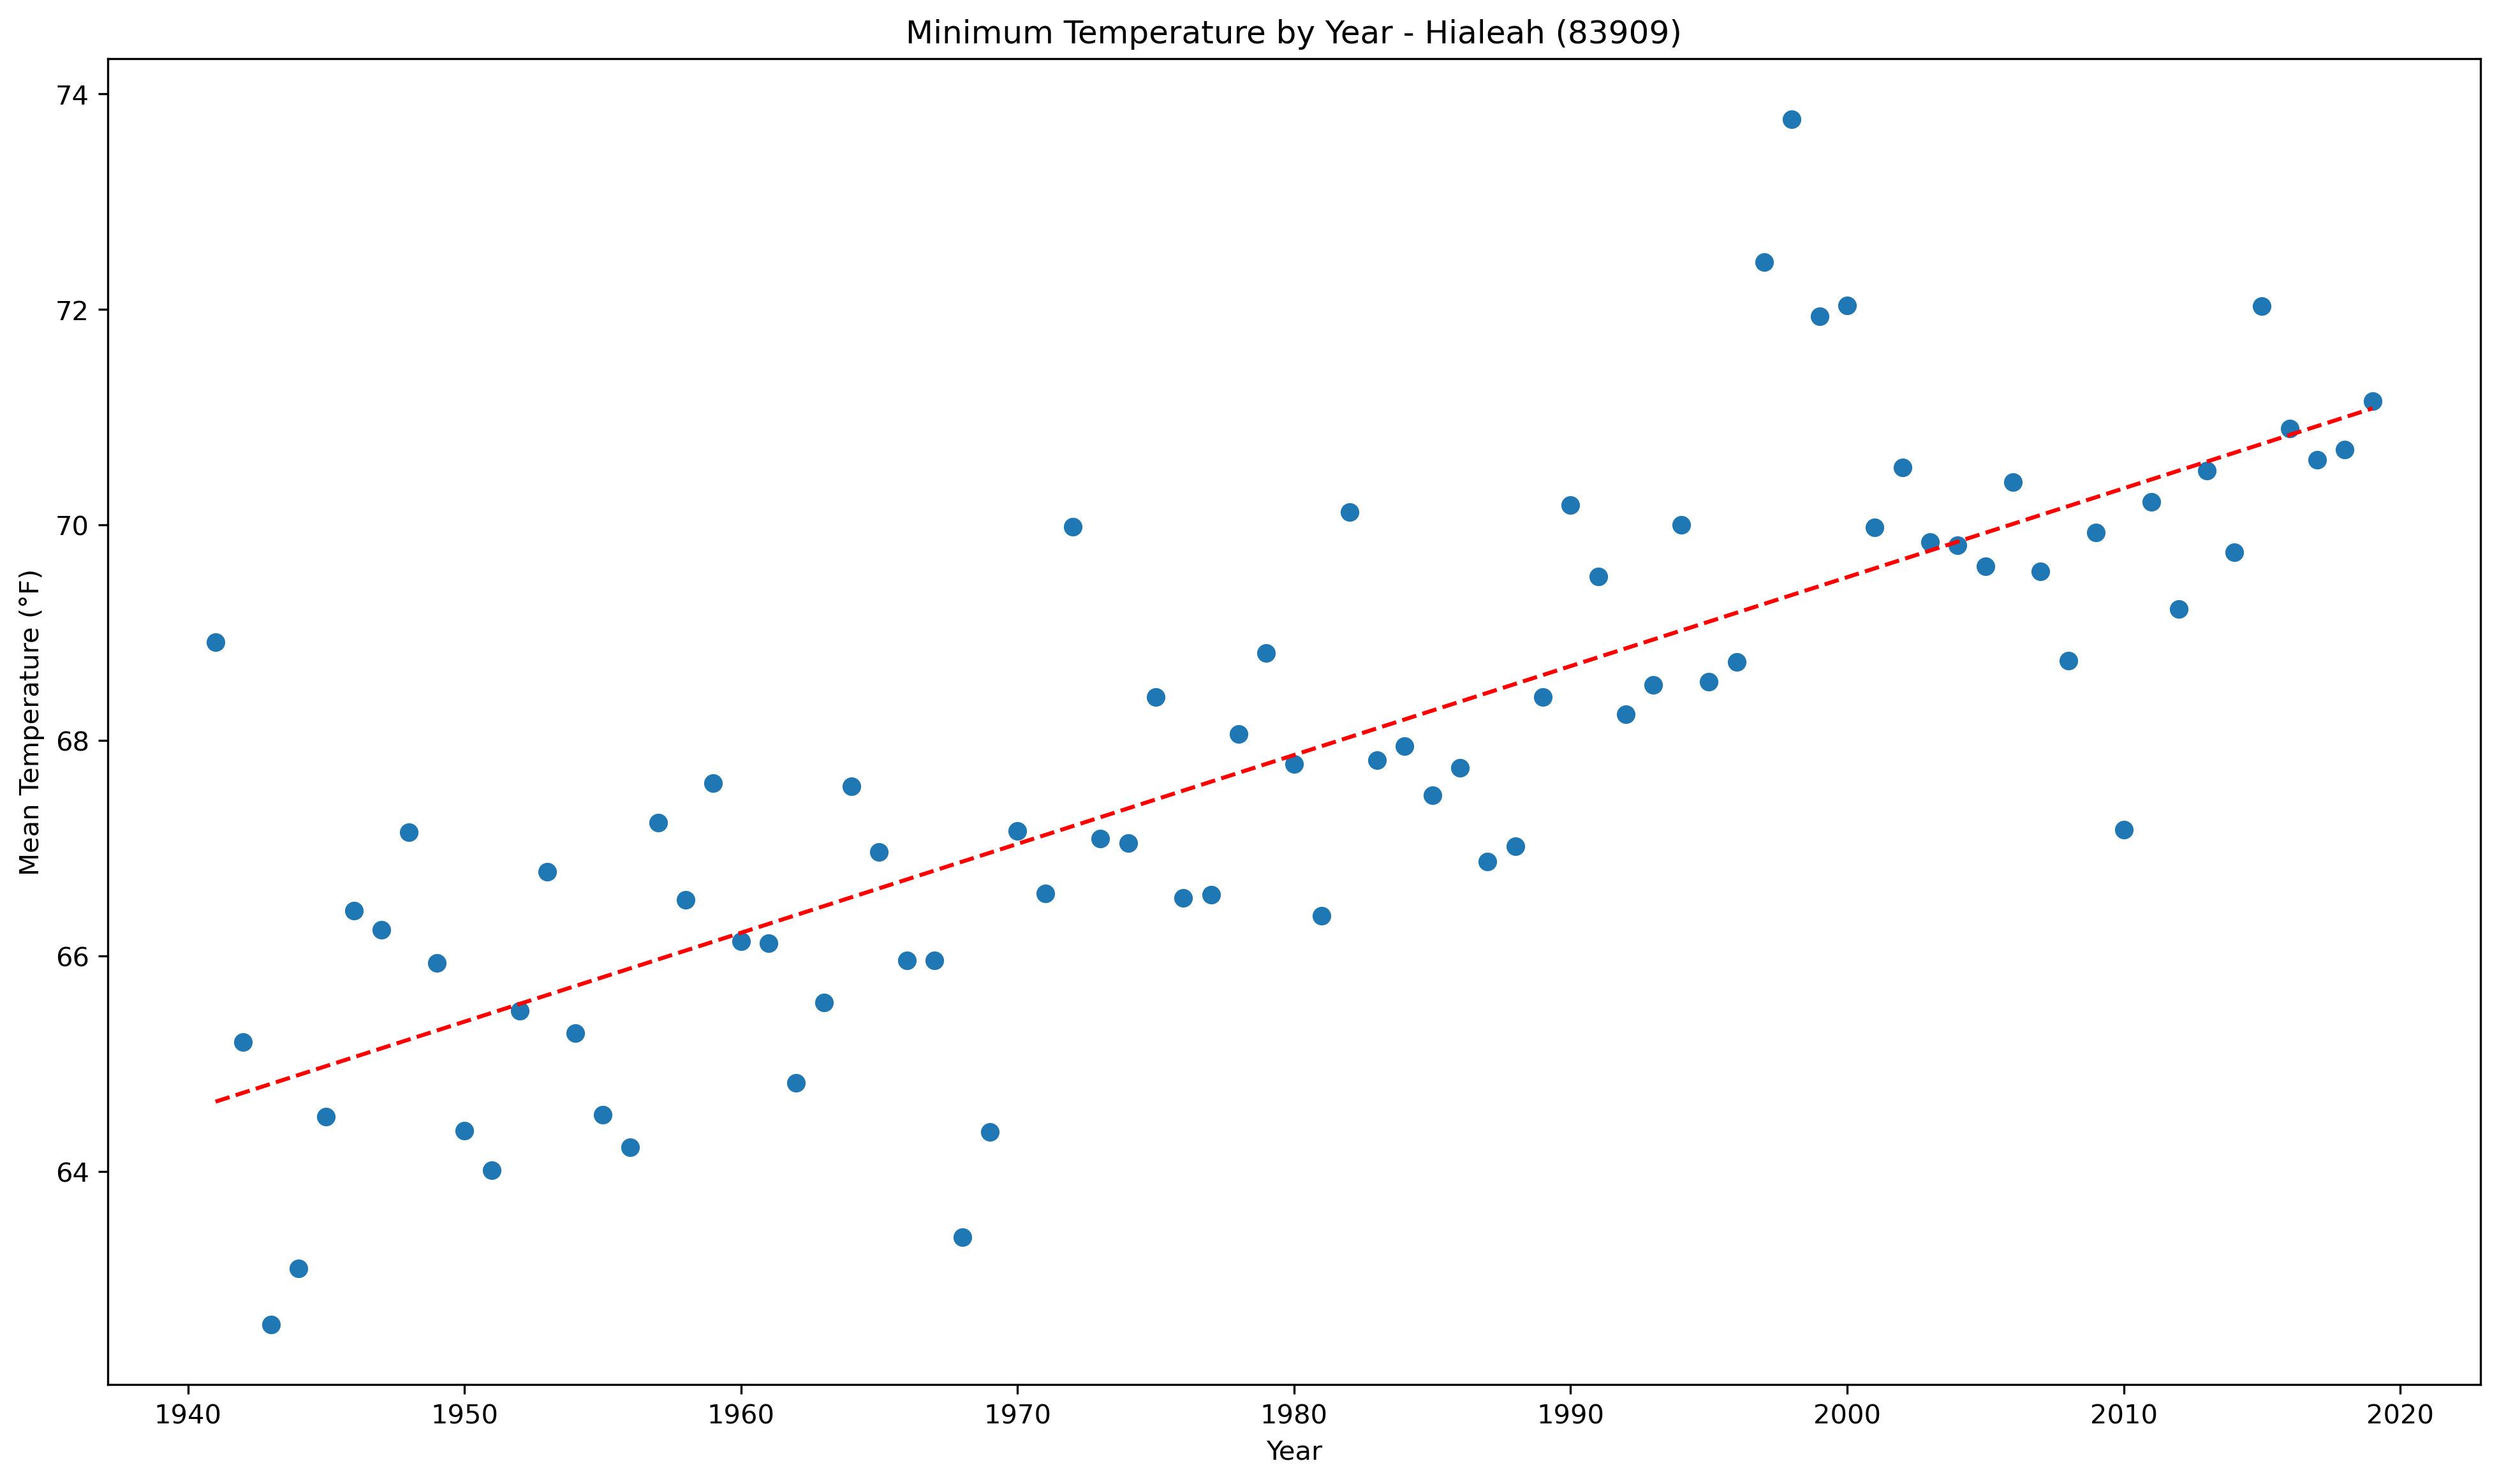 Minimum Temperature by Year - Hialeah (83909)
Mean Temperature (°F)
74
72
70
68
66
64
1940 1950 1960 1970 1980 1990 2000 2010 2020
Year